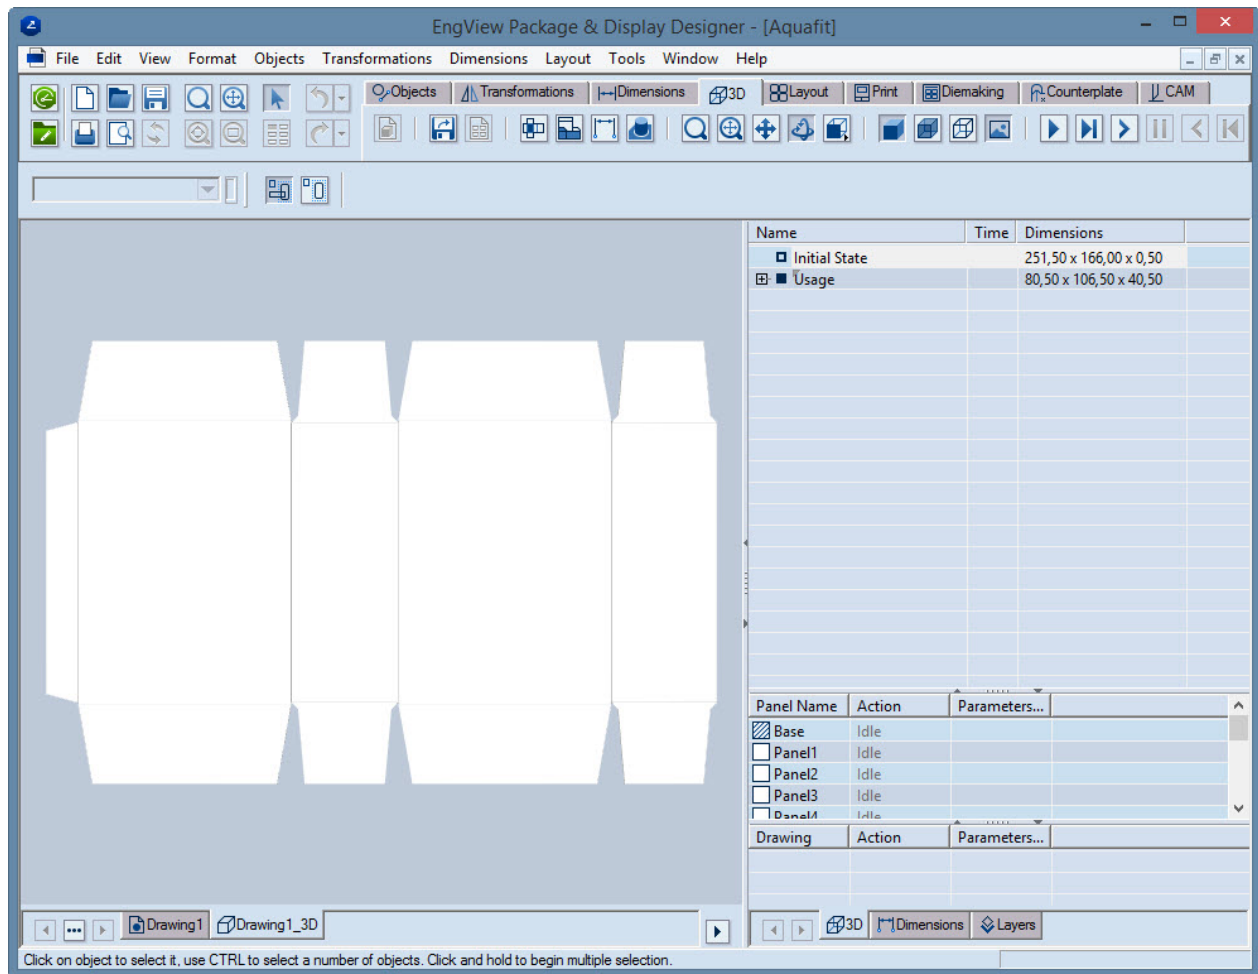 EngView Package & Display Designer - [Aquafit]
File Edit View Format Objects Transformations Dimensions Layout Tools Window Help
Objects Transformations Dimensions 3D Layout Print Diemaking Counterplate CAM
Name Time Dimensions
Initial State 251,50 x 166,00 x 0,50
Usage 80,50 x 106,50 x 40,50
Panel Name Action Parameters...
Base Idle
Panel1 Idle
Panel2 Idle
Panel3 Idle
Panel4 Idle
Drawing Action Parameters...
Drawing1 Drawing1_3D 3D Dimensions Layers
Click on object to select it, use CTRL to select a number of objects. Click and hold to begin multiple selection.